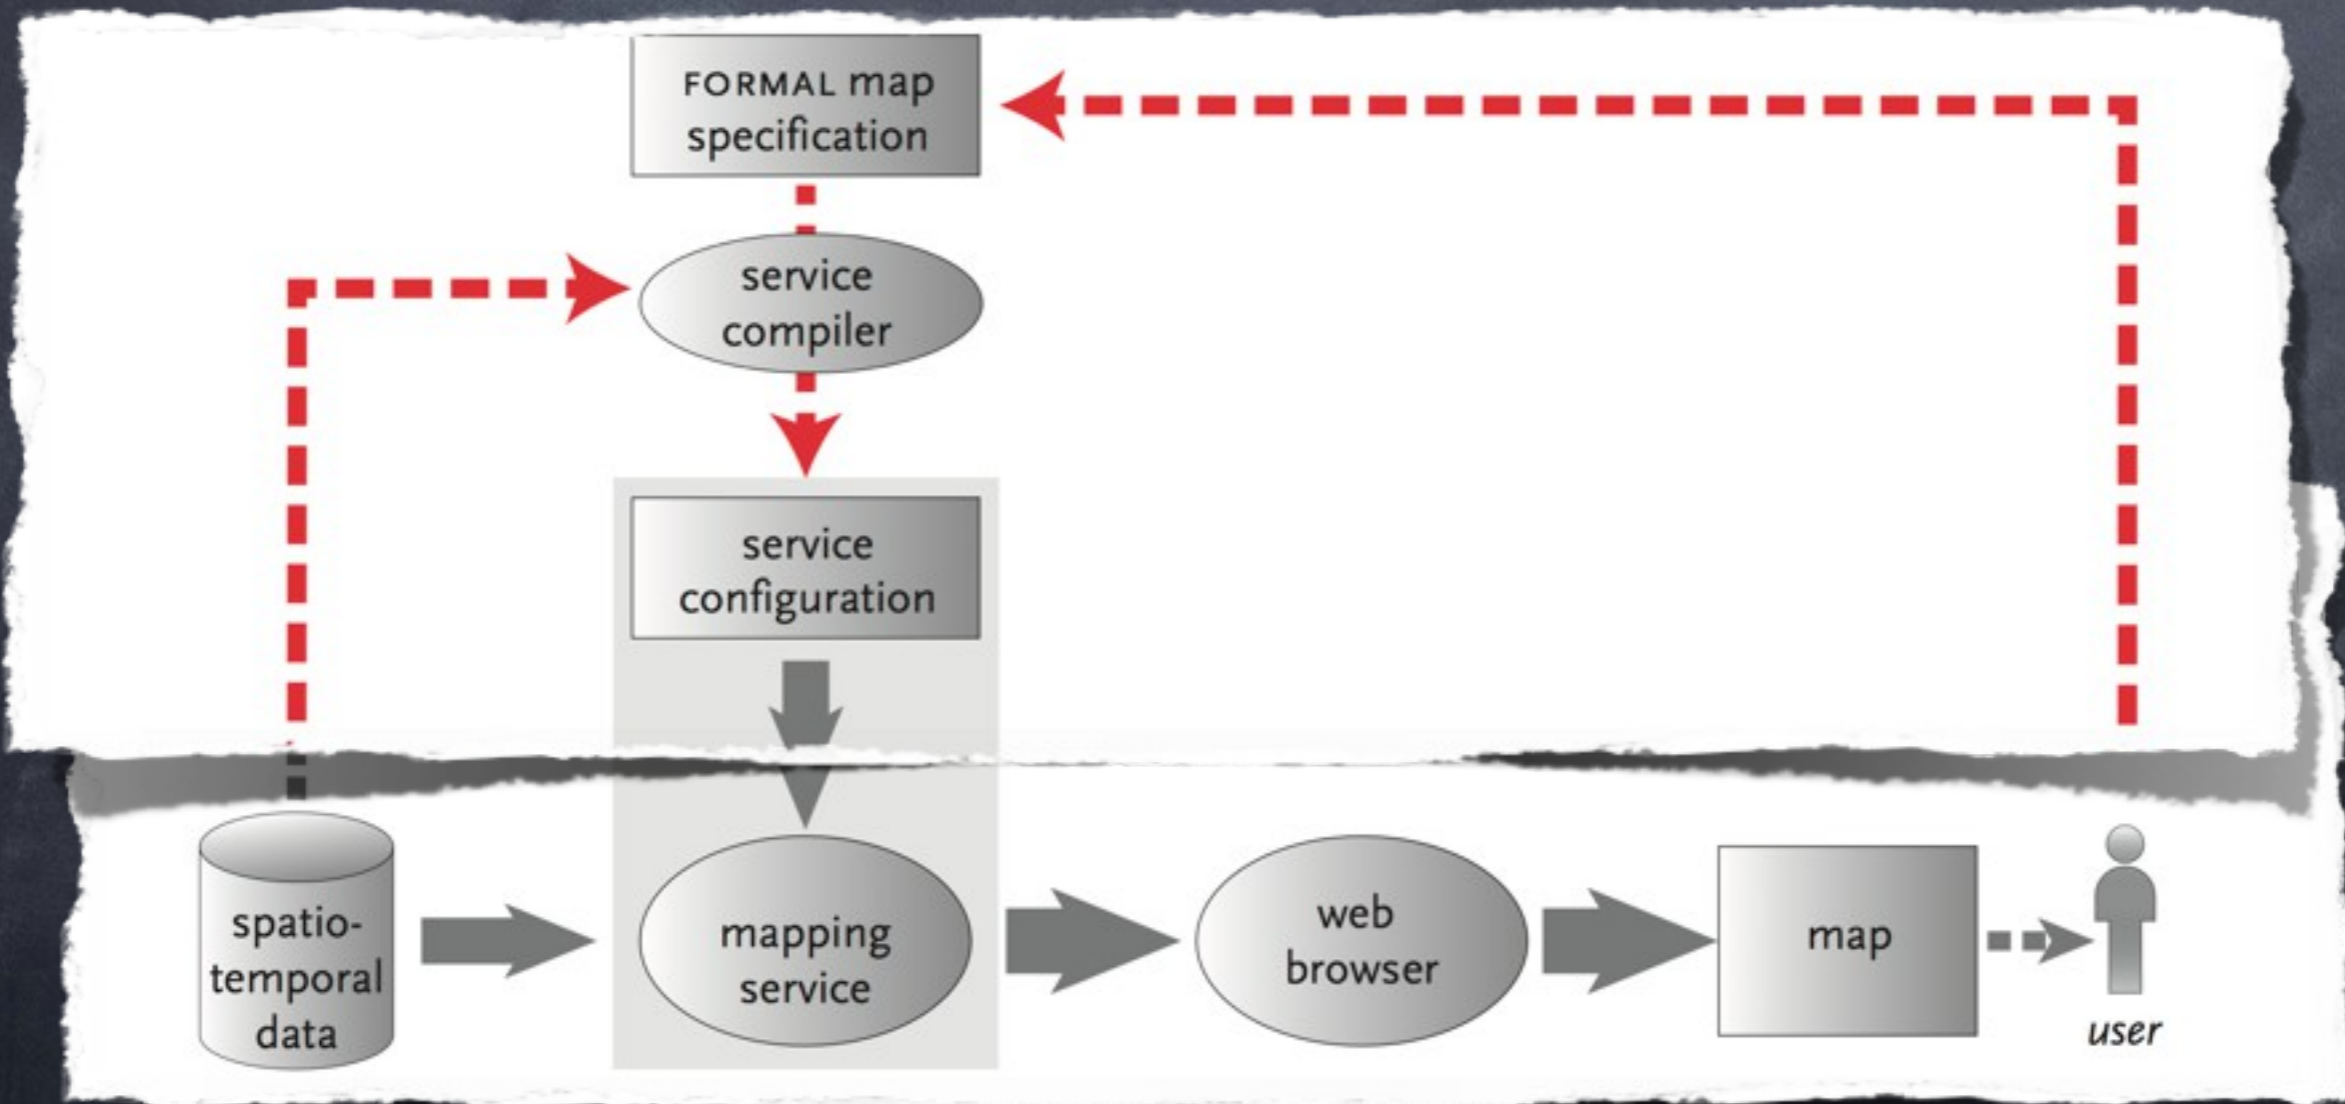 FORMAL map
specification
service
compiler
service
configuration
spatio-
temporal
data
mapping
service
web
browser
map
user